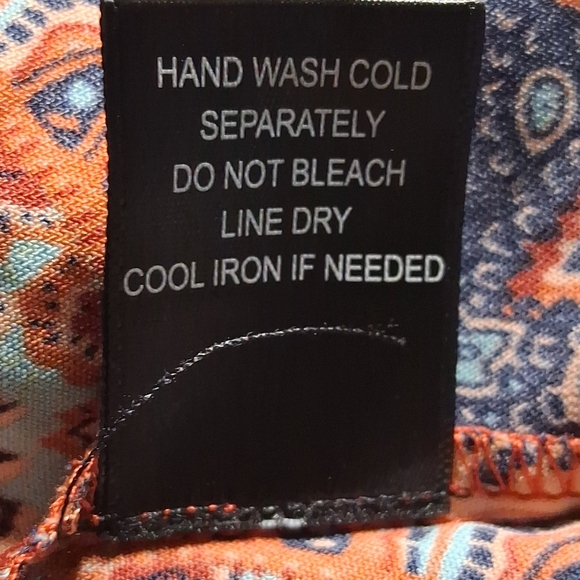 HAND WASH COLD
SEPARATELY
DO NOT BLEACH
LINE DRY
COOL IRON IF NEEDED